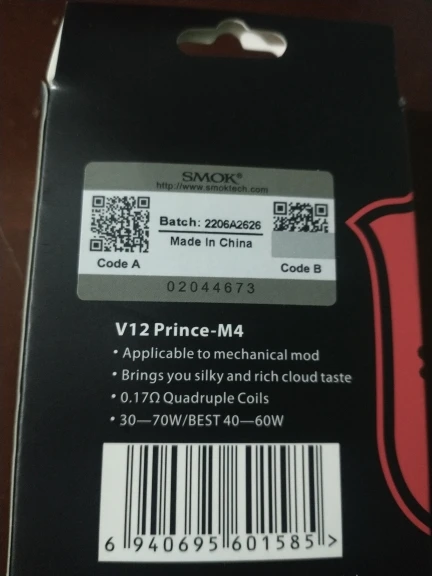 SMOK®
http://www.smoktech.com
Batch: 2206A2626
Made In China
Code A
Code B
02044673
V12 Prince-M4
• Applicable to mechanical mod
• Brings you silky and rich cloud taste
• 0.17Ω Quadruple Coils
• 30—70W/BEST 40—60W
6 940695 601585 >